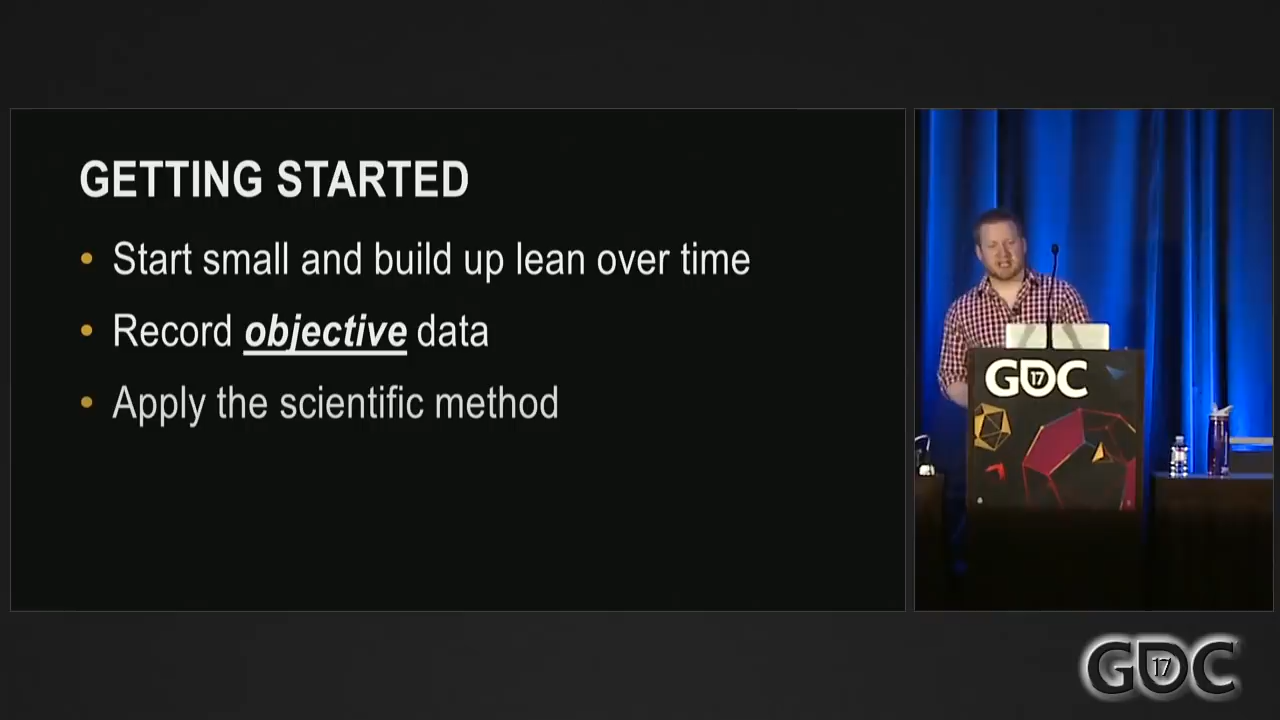 GETTING STARTED
• Start small and build up lean over time
• Record objective data
• Apply the scientific method
GDC
17
GDC
17